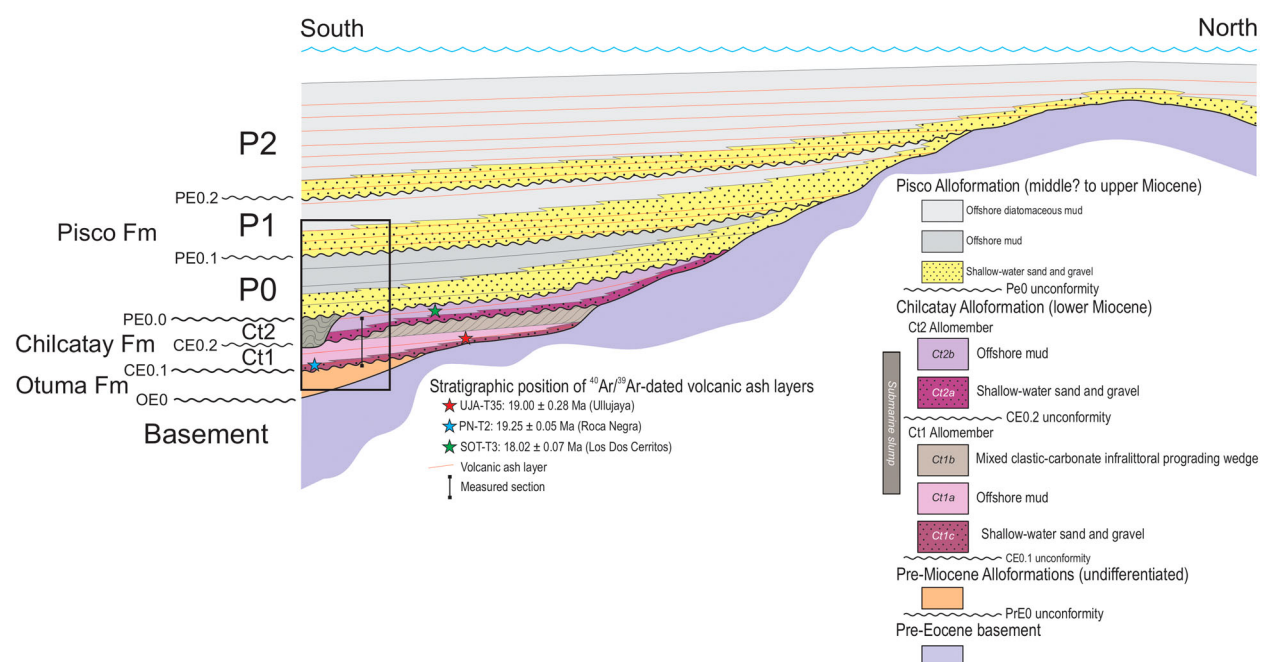 South
North
P2
PE0.2
P1
Pisco Fm
PE0.1
P0
PE0.0
Ct2
Chilcatay Fm
CE0.2
Ct1
CE0.1
Otuma Fm
OE0
Basement
Stratigraphic position of ⁴⁰Ar/³⁹Ar-dated volcanic ash layers
UJA-T35: 19.00 ± 0.28 Ma (Ullujaya)
PN-T2: 19.25 ± 0.05 Ma (Roca Negra)
SOT-T3: 18.02 ± 0.07 Ma (Los Dos Cerritos)
Volcanic ash layer
Measured section
Pisco Alloformation (middle? to upper Miocene)
Offshore diatomaceous mud
Offshore mud
Shallow-water sand and gravel
Pe0 unconformity
Chilcatay Alloformation (lower Miocene)
Ct2 Allomember
Ct2b Offshore mud
Ct2a Shallow-water sand and gravel
CE0.2 unconformity
Submarine slump
Ct1 Allomember
Ct1b Mixed clastic-carbonate infralittoral prograding wedge
Ct1a Offshore mud
Ct1c Shallow-water sand and gravel
CE0.1 unconformity
Pre-Miocene Alloformations (undifferentiated)
PrE0 unconformity
Pre-Eocene basement